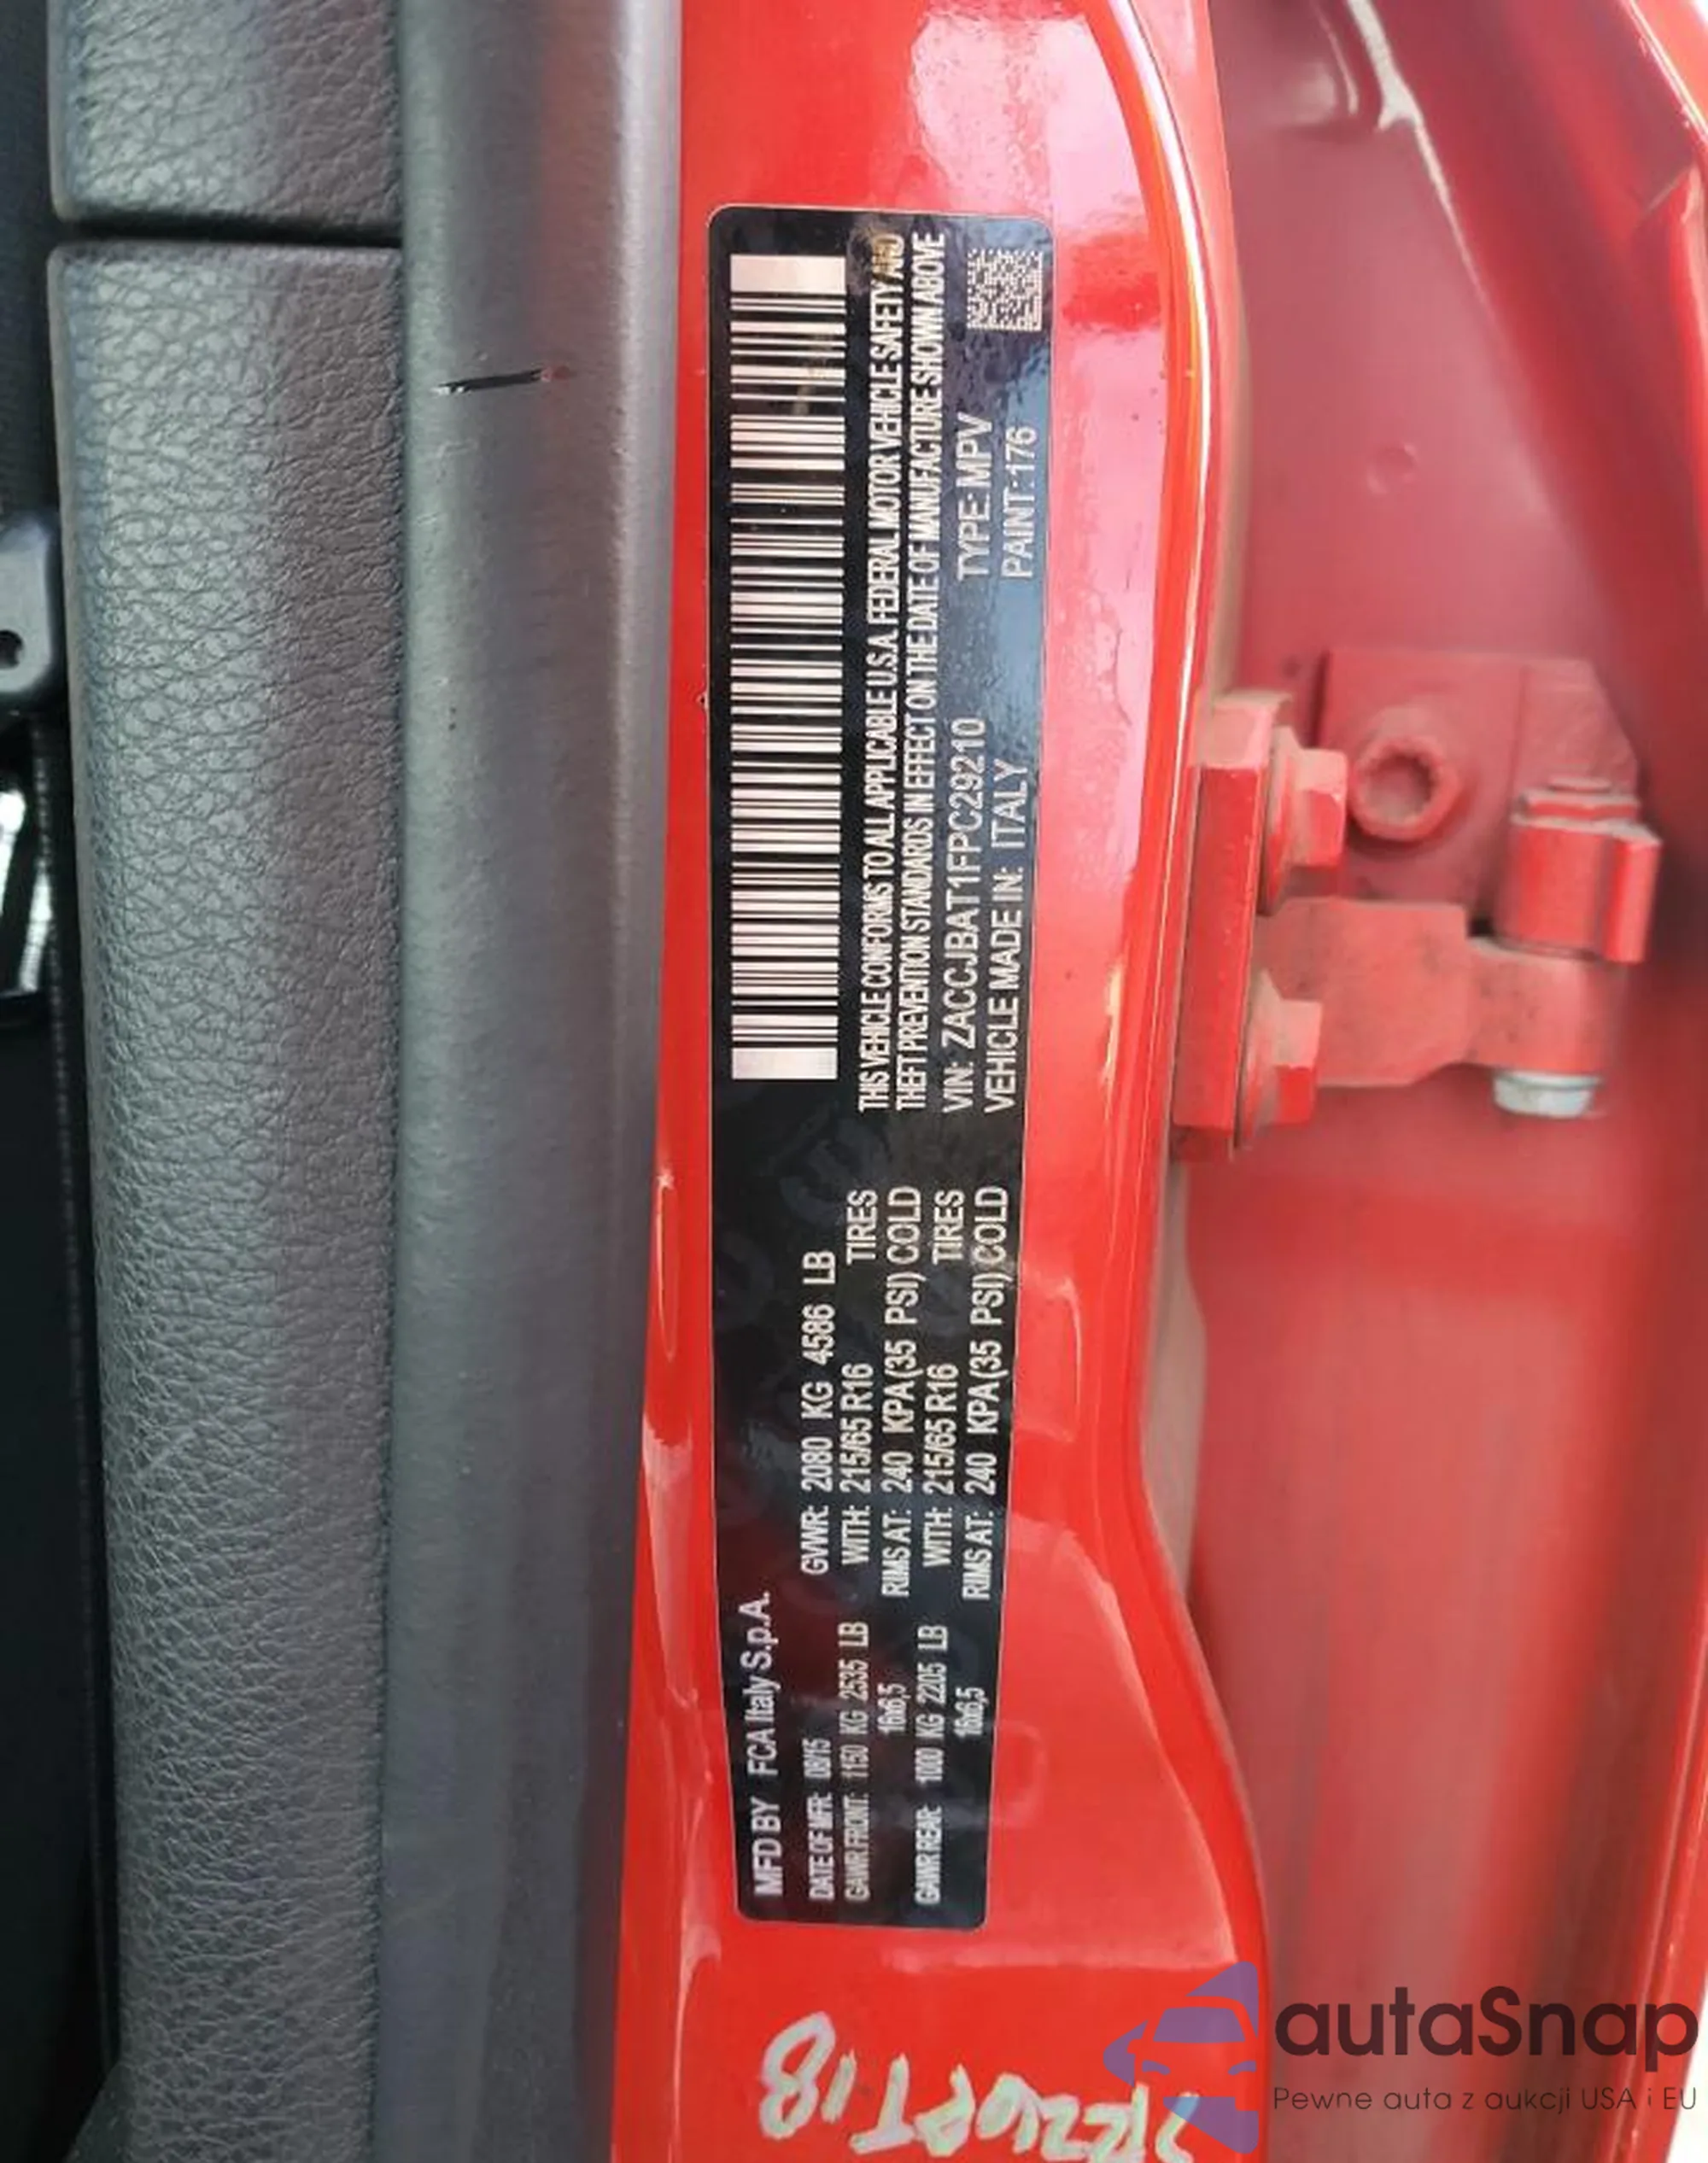 MFD BY FCA Italy S.p.A.
DATE OF MFR: 09/15
GVWR: 2080 KG 4586 LB
GAWR FRONT: 1150 KG 2535 LB
WITH: 215/65 R16 TIRES
16x6,5
RIMS AT: 240 KPA(35 PSI) COLD
GAWR REAR: 1000 KG 2205 LB
WITH: 215/65 R16 TIRES
16x6,5
RIMS AT: 240 KPA(35 PSI) COLD
THIS VEHICLE CONFORMS TO ALL APPLICABLE U.S.A. FEDERAL MOTOR VEHICLE SAFETY AND
THEFT PREVENTION STANDARDS IN EFFECT ON THE DATE OF MANUFACTURE SHOWN ABOVE
VIN: ZACCJBAT1FPC29210 TYPE: MPV
VEHICLE MADE IN: ITALY PAINT:176
autaSnap
Pewne auta z aukcji USA i EU